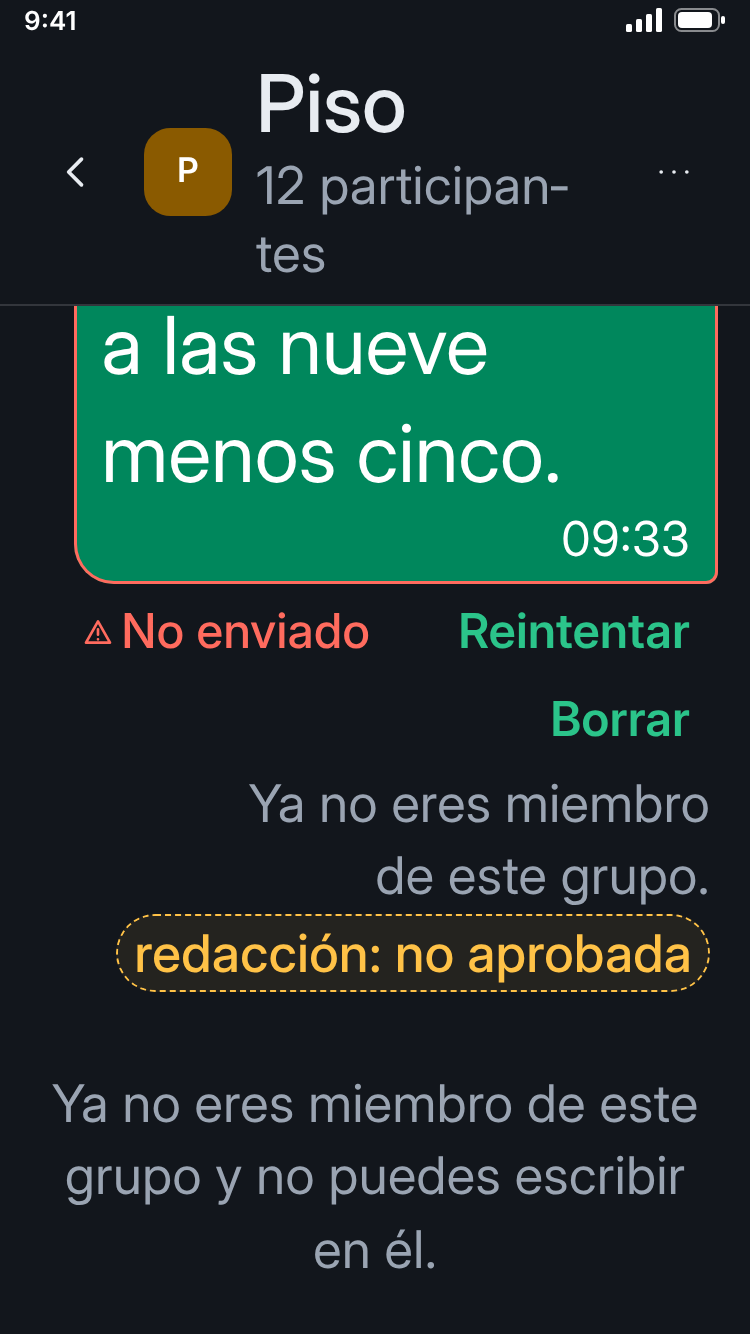 9:41
Piso
P
12 participan-
tes
a las nueve
menos cinco.
09:33
No enviado Reintentar
Borrar
Ya no eres miembro
de este grupo.
redacción: no aprobada
Ya no eres miembro de este
grupo y no puedes escribir
en él.